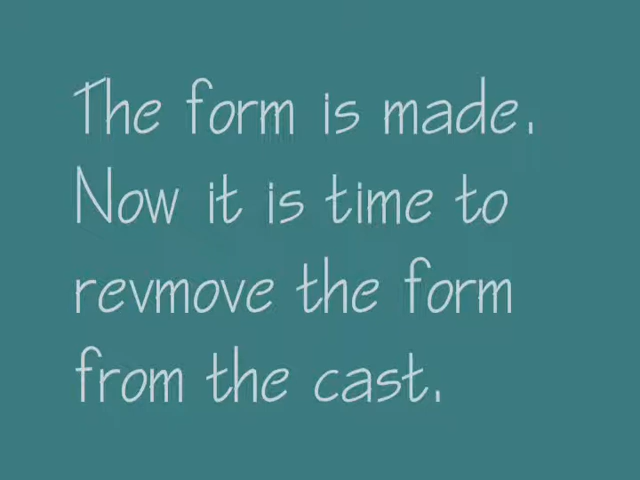 The form is made.
Now it is time to
revmove the form
from the cast.